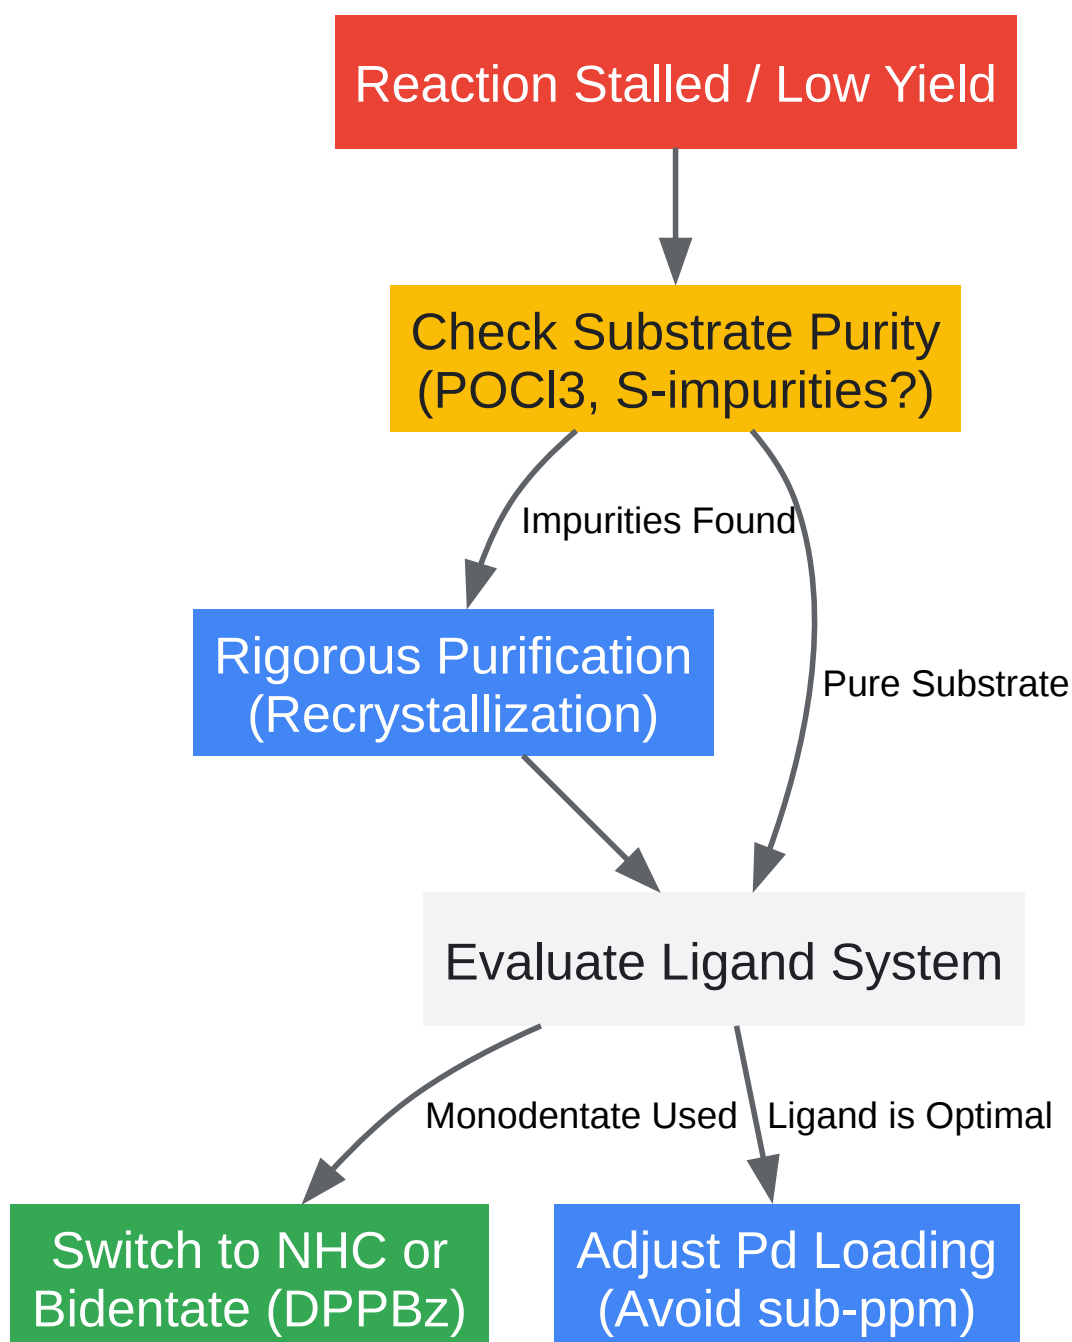 Reaction Stalled / Low Yield
Check Substrate Purity
(POCl3, S-impurities?)
Impurities Found
Rigorous Purification
(Recrystallization)
Pure Substrate
Evaluate Ligand System
Monodentate Used
Ligand is Optimal
Switch to NHC or
Bidentate (DPPBz)
Adjust Pd Loading
(Avoid sub-ppm)